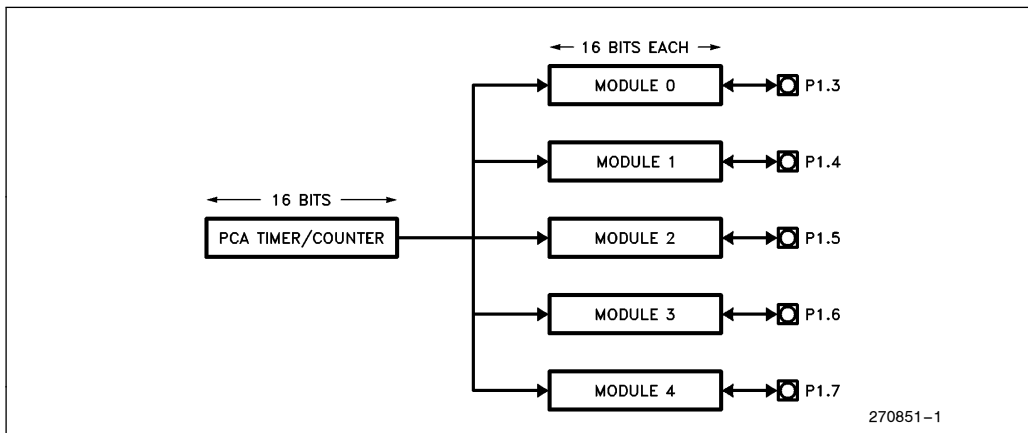 16 BITS EACH
MODULE 0 P1.3
MODULE 1 P1.4
16 BITS
PCA TIMER/COUNTER
MODULE 2 P1.5
MODULE 3 P1.6
MODULE 4 P1.7
270851-1